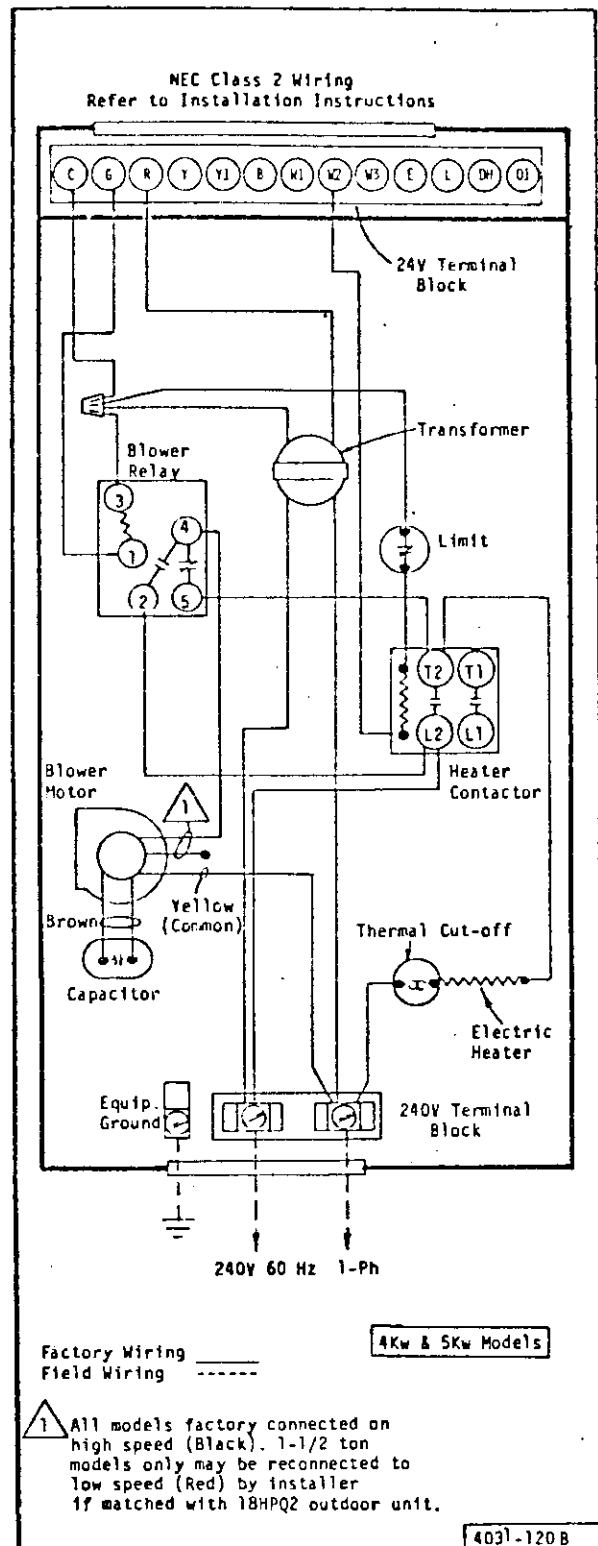 NEC Class 2 Wiring
Refer to Installation Instructions
C G R Y Y1 B W1 W2 W3 E L DH O1
24V Terminal
Block
Transformer
Blower
Relay
3
4
1
2
5
Limit
T2 T1
L2 L1
Heater
Contactor
Blower
Motor
1
Yellow
(Common)
Brown
Capacitor
Thermal Cut-off
Electric
Heater
Equip.
Ground
240V Terminal
Block
240V 60 Hz 1-Ph
4Kw & 5Kw Models
Factory Wiring
Field Wiring
1 All models factory connected on
high speed (Black). 1-1/2 ton
models only may be reconnected to
low speed (Red) by installer
if matched with 18HPQ2 outdoor unit.
4031-120 B